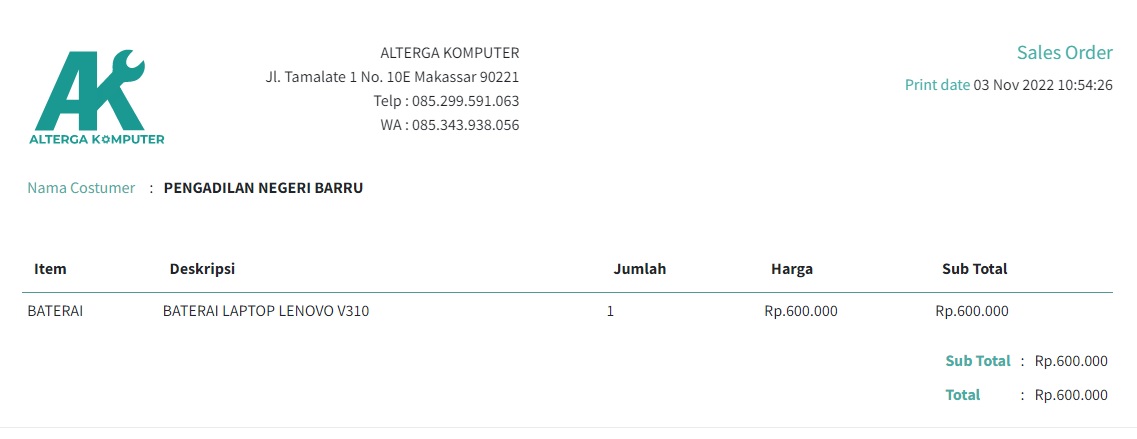 ALTERGA KOMPUTER
ALTERGA KOMPUTER
Jl. Tamalate 1 No. 10E Makassar 90221
Telp : 085.299.591.063
WA : 085.343.938.056
Sales Order
Print date 03 Nov 2022 10:54:26
Nama Costumer : PENGADILAN NEGERI BARRU
Item Deskripsi Jumlah Harga Sub Total
BATERAI BATERAI LAPTOP LENOVO V310 1 Rp.600.000 Rp.600.000
Sub Total : Rp.600.000
Total : Rp.600.000